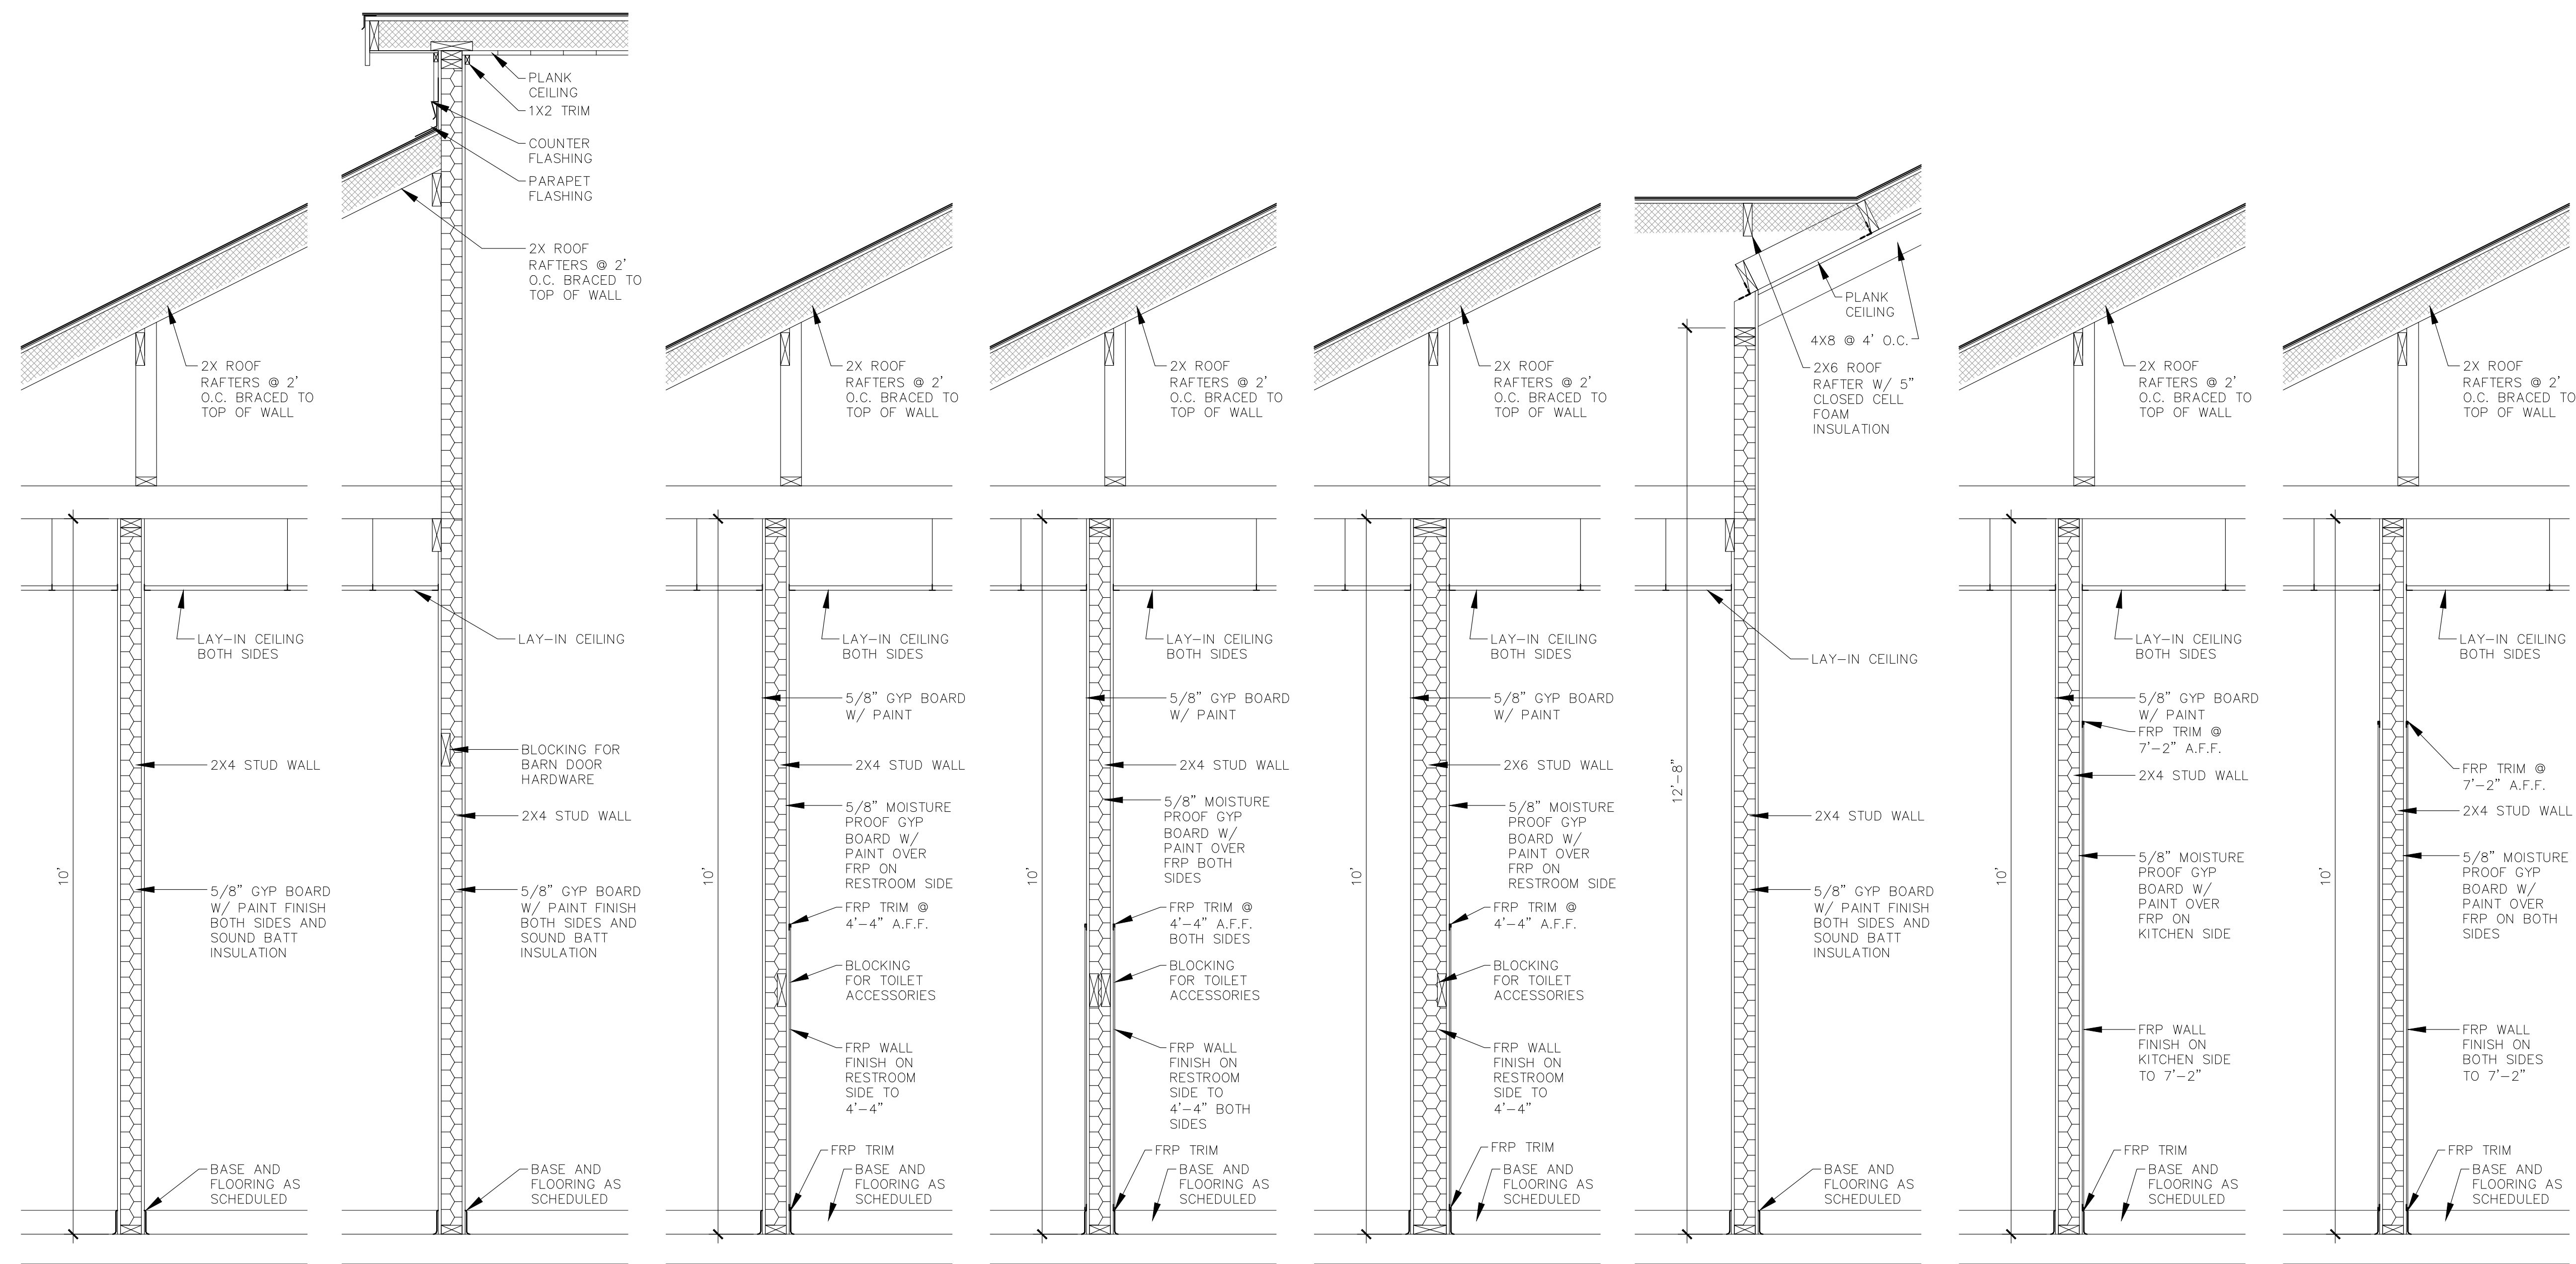 2X ROOF
RAFTERS @ 2'
O.C. BRACED TO
TOP OF WALL
LAY-IN CEILING
BOTH SIDES
2X4 STUD WALL
10'
5/8" GYP BOARD
W/ PAINT FINISH
BOTH SIDES AND
SOUND BATT
INSULATION
BASE AND
FLOORING AS
SCHEDULED
PLANK
CEILING
1X2 TRIM
COUNTER
FLASHING
PARAPET
FLASHING
2X ROOF
RAFTERS @ 2'
O.C. BRACED TO
TOP OF WALL
LAY-IN CEILING
BLOCKING FOR
BARN DOOR
HARDWARE
2X4 STUD WALL
5/8" GYP BOARD
W/ PAINT FINISH
BOTH SIDES AND
SOUND BATT
INSULATION
BASE AND
FLOORING AS
SCHEDULED
2X ROOF
RAFTERS @ 2'
O.C. BRACED TO
TOP OF WALL
LAY-IN CEILING
BOTH SIDES
5/8" GYP BOARD
W/ PAINT
2X4 STUD WALL
5/8" MOISTURE
PROOF GYP
BOARD W/
PAINT OVER
FRP ON
RESTROOM SIDE
10'
FRP TRIM @
4'-4" A.F.F.
BLOCKING
FOR TOILET
ACCESSORIES
FRP WALL
FINISH ON
RESTROOM
SIDE TO
4'-4"
FRP TRIM
BASE AND
FLOORING AS
SCHEDULED
2X ROOF
RAFTERS @ 2'
O.C. BRACED TO
TOP OF WALL
LAY-IN CEILING
BOTH SIDES
5/8" GYP BOARD
W/ PAINT
2X4 STUD WALL
5/8" MOISTURE
PROOF GYP
BOARD W/
PAINT OVER
FRP BOTH
SIDES
10'
FRP TRIM @
4'-4" A.F.F.
BOTH SIDES
BLOCKING
FOR TOILET
ACCESSORIES
FRP WALL
FINISH ON
RESTROOM
SIDE TO
4'-4" BOTH
SIDES
FRP TRIM
BASE AND
FLOORING AS
SCHEDULED
2X ROOF
RAFTERS @ 2'
O.C. BRACED TO
TOP OF WALL
LAY-IN CEILING
BOTH SIDES
5/8" GYP BOARD
W/ PAINT
2X6 STUD WALL
5/8" MOISTURE
PROOF GYP
BOARD W/
PAINT OVER
FRP ON
RESTROOM SIDE
10'
FRP TRIM @
4'-4" A.F.F.
BLOCKING
FOR TOILET
ACCESSORIES
FRP WALL
FINISH ON
RESTROOM
SIDE TO
4'-4"
FRP TRIM
BASE AND
FLOORING AS
SCHEDULED
PLANK
CEILING
4X8 @ 4' O.C.
2X6 ROOF
RAFTER W/ 5"
CLOSED CELL
FOAM
INSULATION
LAY-IN CEILING
12'-8"
2X4 STUD WALL
5/8" GYP BOARD
W/ PAINT FINISH
BOTH SIDES AND
SOUND BATT
INSULATION
BASE AND
FLOORING AS
SCHEDULED
2X ROOF
RAFTERS @ 2'
O.C. BRACED TO
TOP OF WALL
LAY-IN CEILING
BOTH SIDES
5/8" GYP BOARD
W/ PAINT
FRP TRIM @
7'-2" A.F.F.
2X4 STUD WALL
5/8" MOISTURE
PROOF GYP
BOARD W/
PAINT OVER
FRP ON
KITCHEN SIDE
10'
FRP WALL
FINISH ON
KITCHEN SIDE
TO 7'-2"
FRP TRIM
BASE AND
FLOORING AS
SCHEDULED
2X ROOF
RAFTERS @ 2'
O.C. BRACED TO
TOP OF WALL
LAY-IN CEILING
BOTH SIDES
FRP TRIM @
7'-2" A.F.F.
2X4 STUD WALL
5/8" MOISTURE
PROOF GYP
BOARD W/
PAINT OVER
FRP ON BOTH
SIDES
10'
FRP WALL
FINISH ON
BOTH SIDES
TO 7'-2"
FRP TRIM
BASE AND
FLOORING AS
SCHEDULED